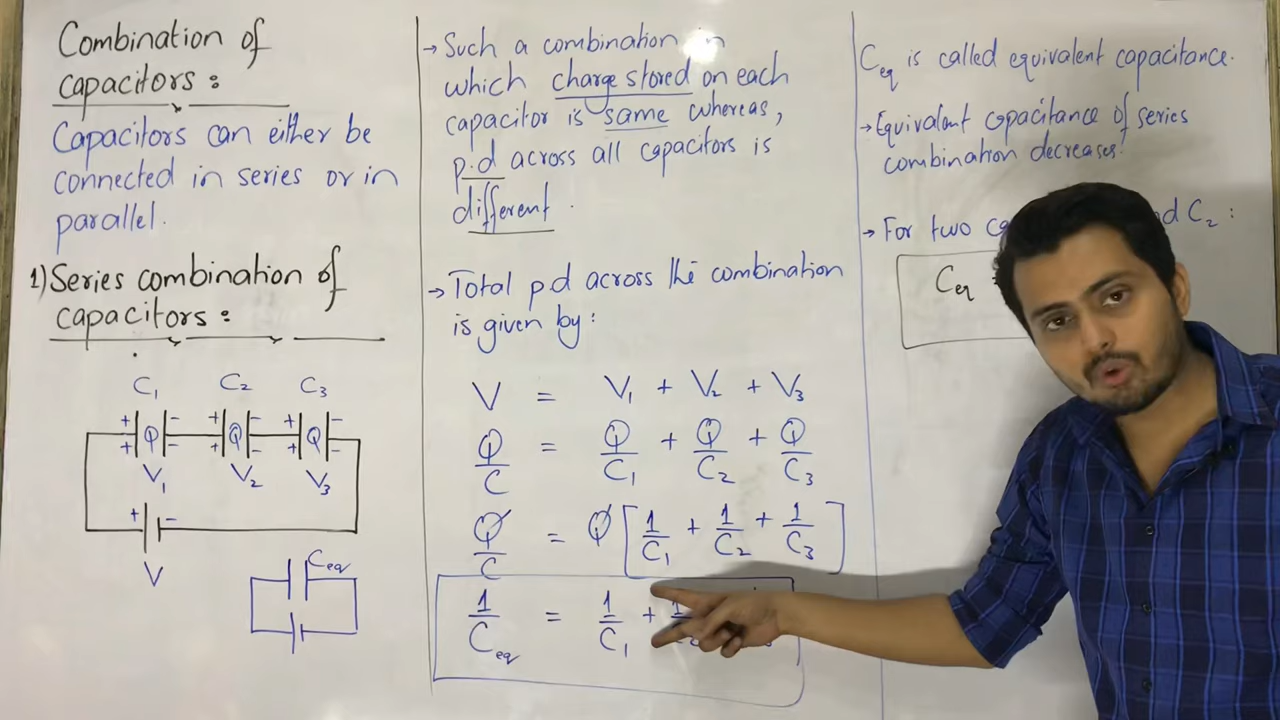 Combination of
capacitors:
Capacitors can either be
connected in series or in
parallel.
1) Series combination of
capacitors:
C₁ C₂ C₃
+ - + - + -
+ Q - + Q - + Q -
V₁ V₂ V₃
+ -
V
Ceq
→ Such a combination in
which charge stored on each
capacitor is same whereas,
p.d across all capacitors is
different.
→ Total p.d across the combination
is given by:
V = V₁ + V₂ + V₃
Q/C = Q/C₁ + Q/C₂ + Q/C₃
Q/C = Q [1/C₁ + 1/C₂ + 1/C₃]
1/Ceq = 1/C₁ + 1
Ceq is called equivalent capacitance.
→ Equivalent capacitance of series
combination decreases!
→ For two C₂:
Ceq